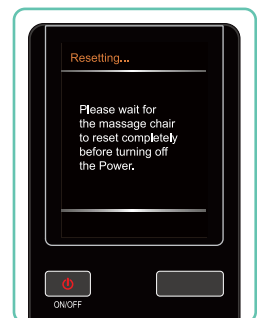 Resetting...
Please wait for
the massage chair
to reset completely
before turning off
the Power.
ON/OFF